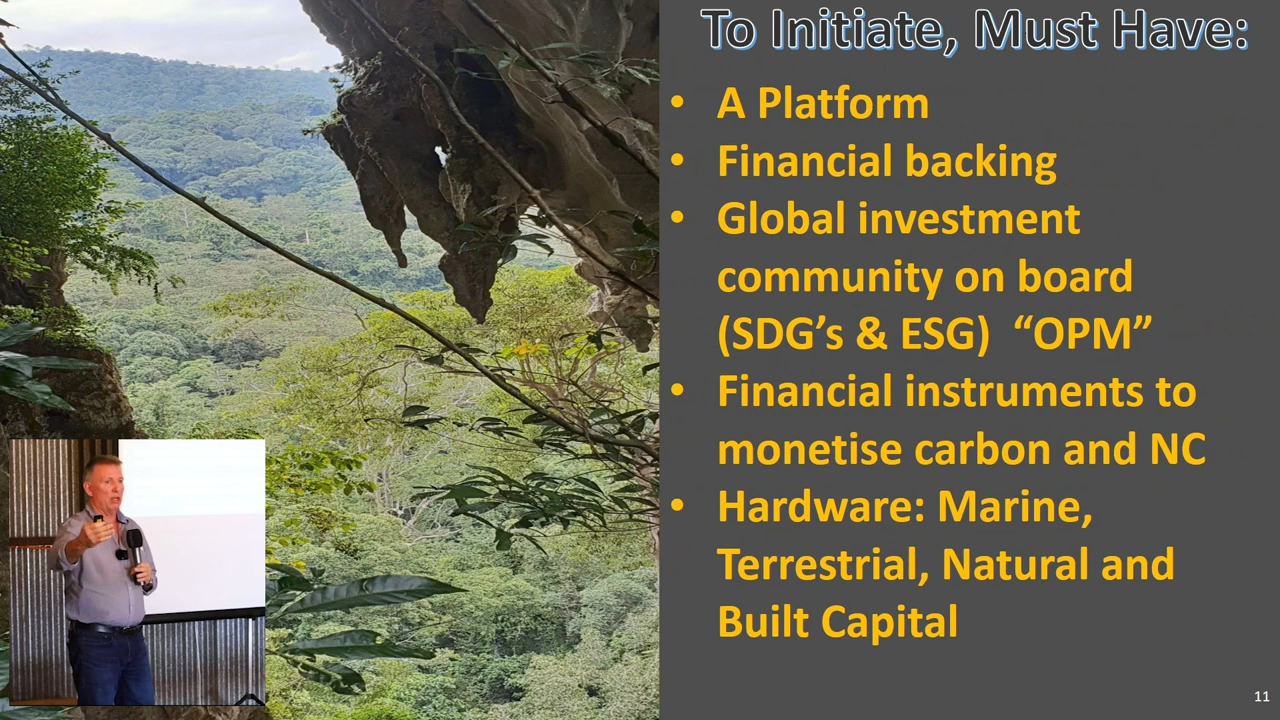 To Initiate, Must Have:
• A Platform
• Financial backing
• Global investment
community on board
(SDG’s & ESG)  “OPM”
• Financial instruments to
monetise carbon and NC
• Hardware: Marine,
Terrestrial, Natural and
Built Capital
11